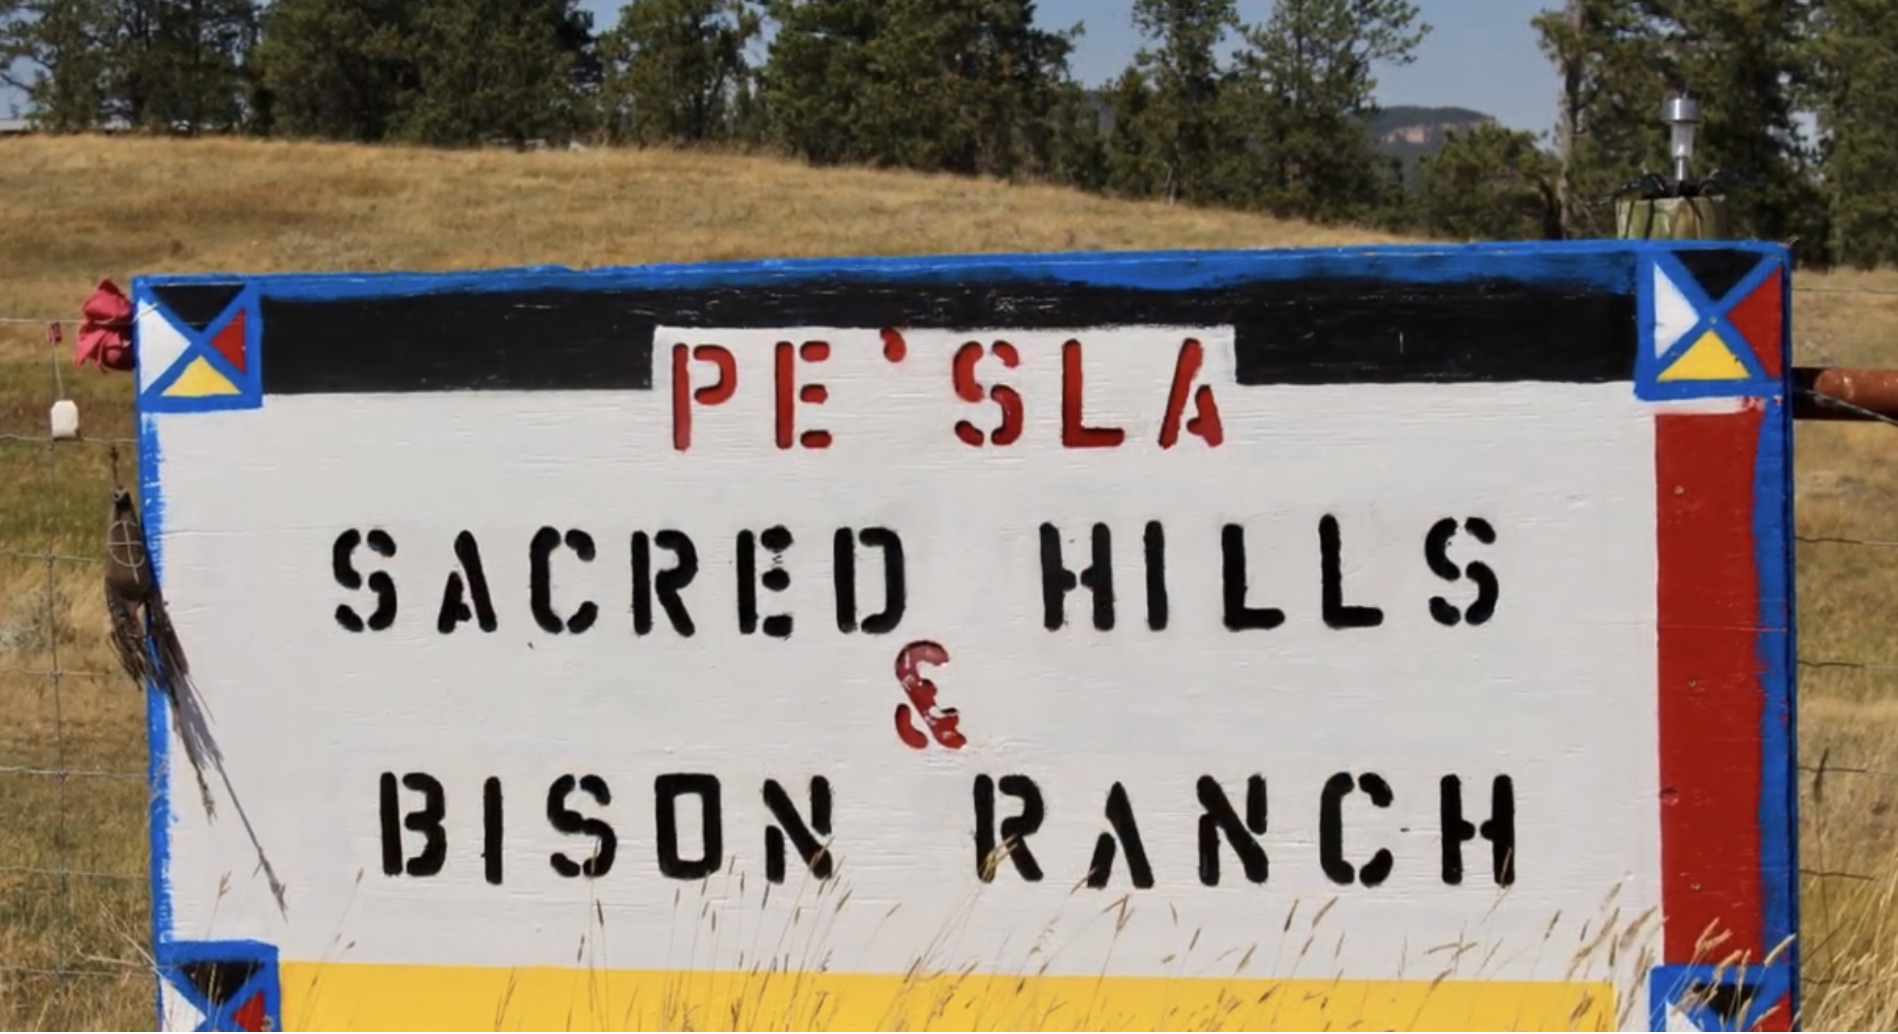 PE'SLA
SACRED HILLS
&
BISON RANCH